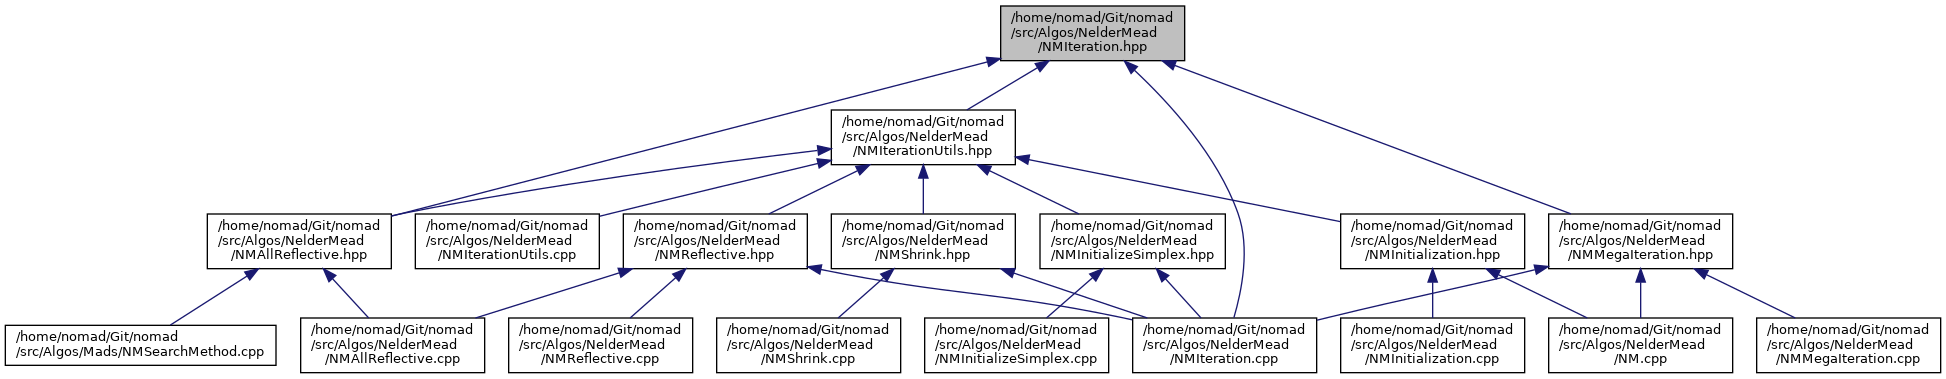 /home/nomad/Git/nomad
/src/Algos/NelderMead
/NMIteration.hpp
/home/nomad/Git/nomad
/src/Algos/NelderMead
/NMIterationUtils.hpp
/home/nomad/Git/nomad
/src/Algos/NelderMead
/NMAllReflective.hpp
/home/nomad/Git/nomad
/src/Algos/NelderMead
/NMIterationUtils.cpp
/home/nomad/Git/nomad
/src/Algos/NelderMead
/NMReflective.hpp
/home/nomad/Git/nomad
/src/Algos/NelderMead
/NMShrink.hpp
/home/nomad/Git/nomad
/src/Algos/NelderMead
/NMInitializeSimplex.hpp
/home/nomad/Git/nomad
/src/Algos/NelderMead
/NMInitialization.hpp
/home/nomad/Git/nomad
/src/Algos/NelderMead
/NMMegaIteration.hpp
/home/nomad/Git/nomad
/src/Algos/Mads/NMSearchMethod.cpp
/home/nomad/Git/nomad
/src/Algos/NelderMead
/NMAllReflective.cpp
/home/nomad/Git/nomad
/src/Algos/NelderMead
/NMReflective.cpp
/home/nomad/Git/nomad
/src/Algos/NelderMead
/NMShrink.cpp
/home/nomad/Git/nomad
/src/Algos/NelderMead
/NMInitializeSimplex.cpp
/home/nomad/Git/nomad
/src/Algos/NelderMead
/NMIteration.cpp
/home/nomad/Git/nomad
/src/Algos/NelderMead
/NMInitialization.cpp
/home/nomad/Git/nomad
/src/Algos/NelderMead
/NM.cpp
/home/nomad/Git/nomad
/src/Algos/NelderMead
/NMMegaIteration.cpp